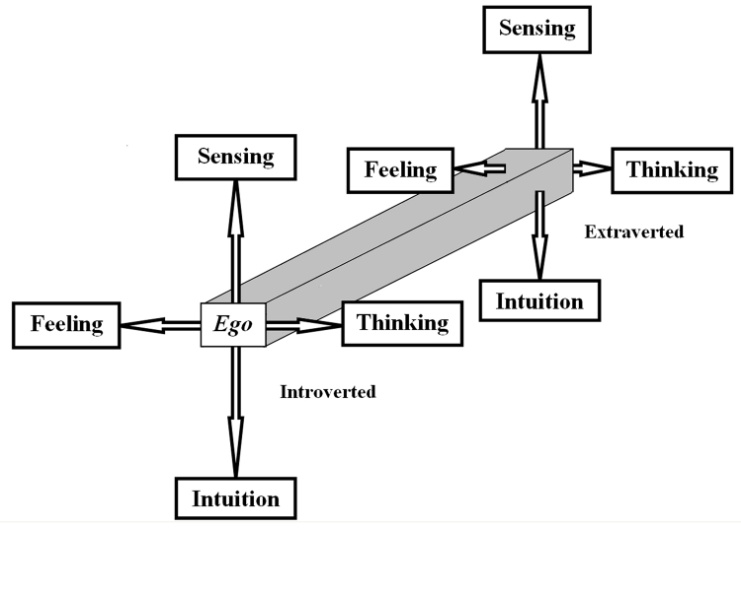 Sensing
Sensing
Feeling
Thinking
Extraverted
Intuition
Feeling
Ego
Thinking
Introverted
Intuition